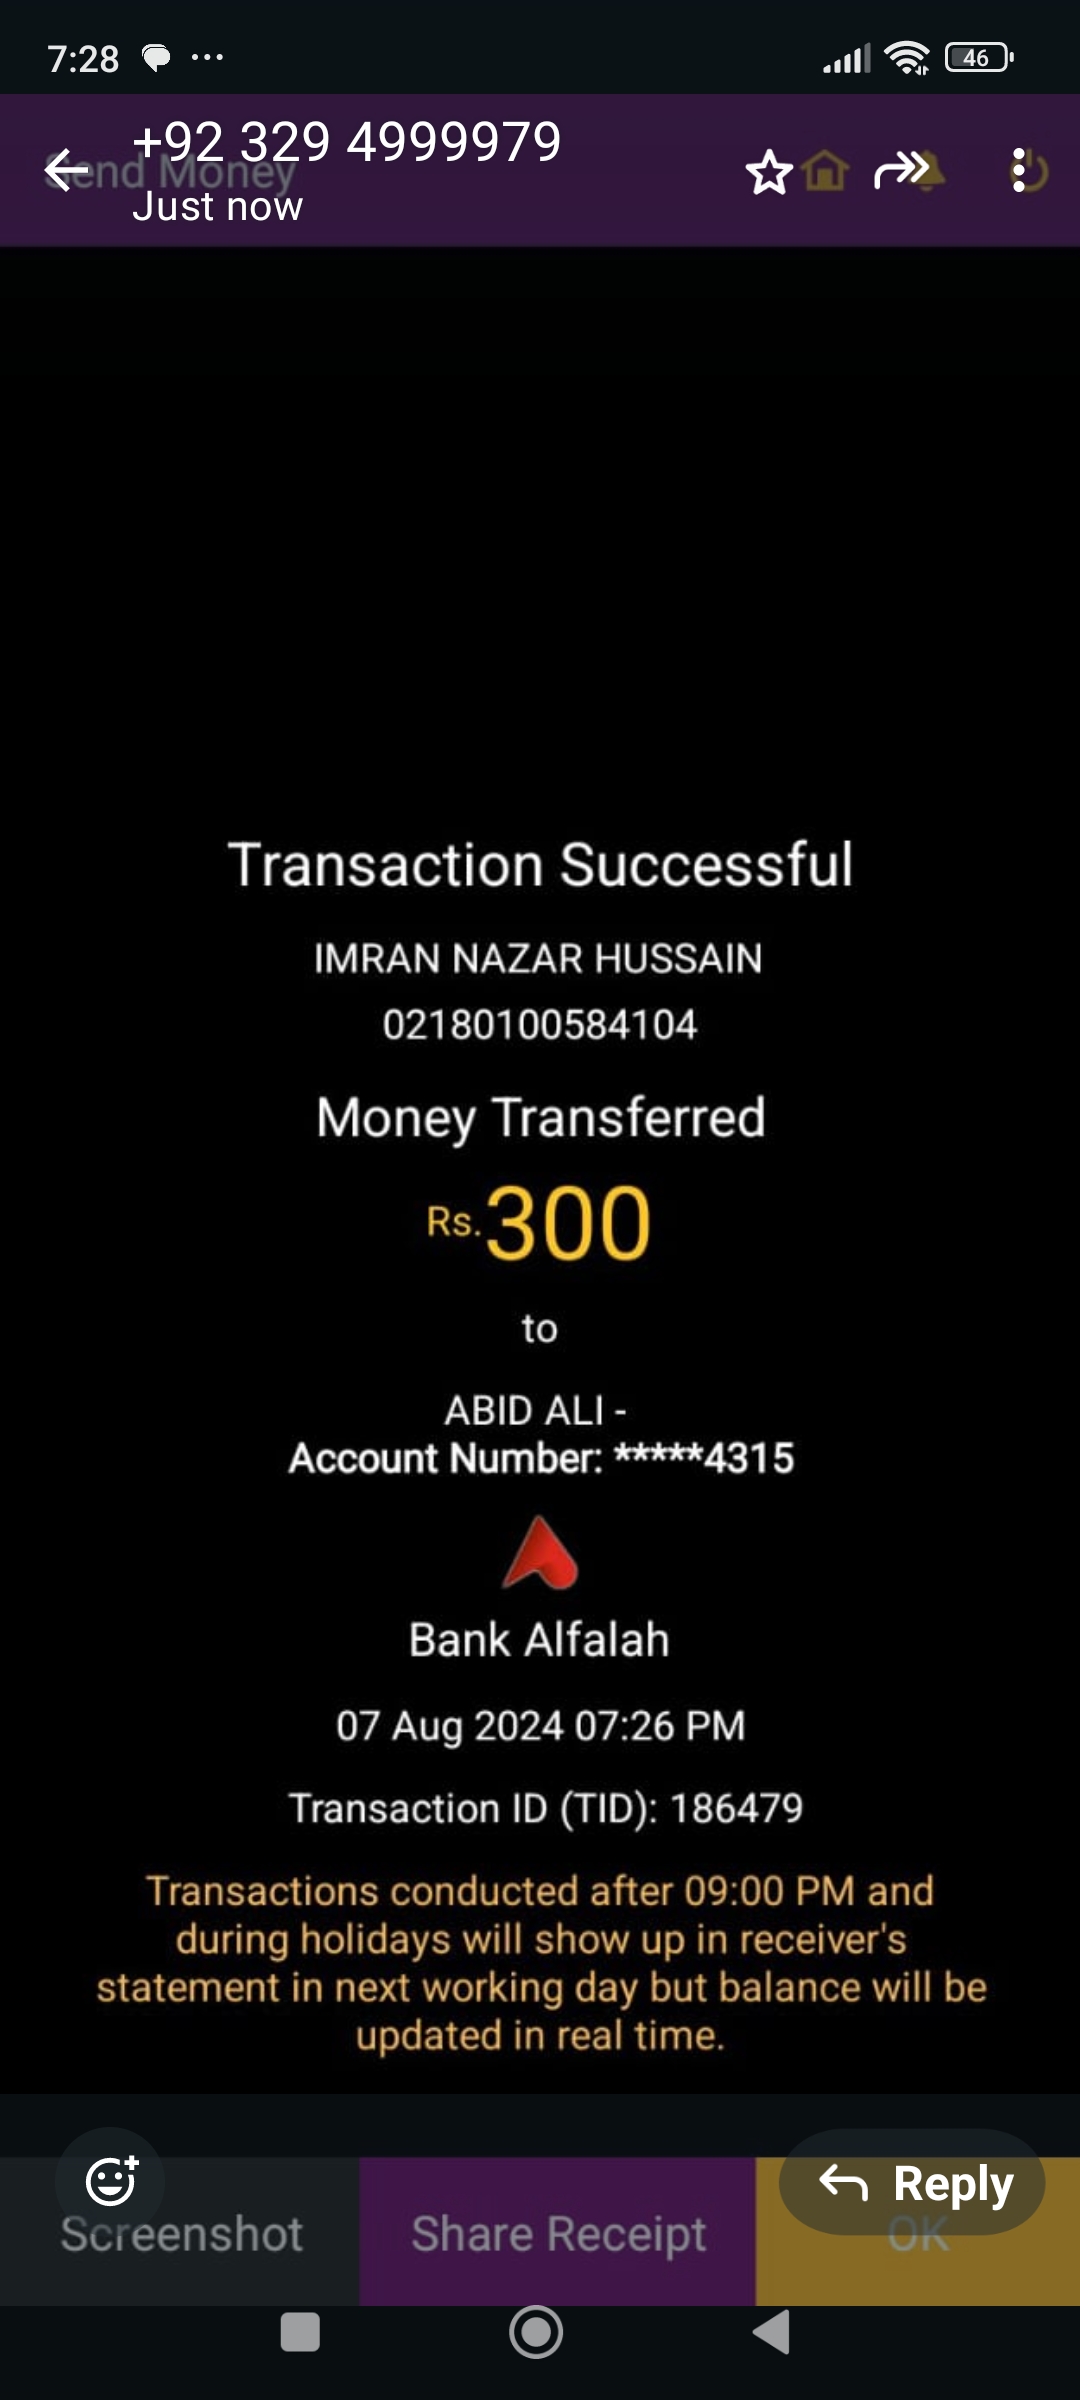 7:28
46
+92 329 4999979
Send Money
Just now
Transaction Successful
IMRAN NAZAR HUSSAIN
02180100584104
Money Transferred
Rs.300
to
ABID ALI -
Account Number: *****4315
Bank Alfalah
07 Aug 2024 07:26 PM
Transaction ID (TID): 186479
Transactions conducted after 09:00 PM and
during holidays will show up in receiver's
statement in next working day but balance will be
updated in real time.
Reply
Screenshot
Share Receipt
OK